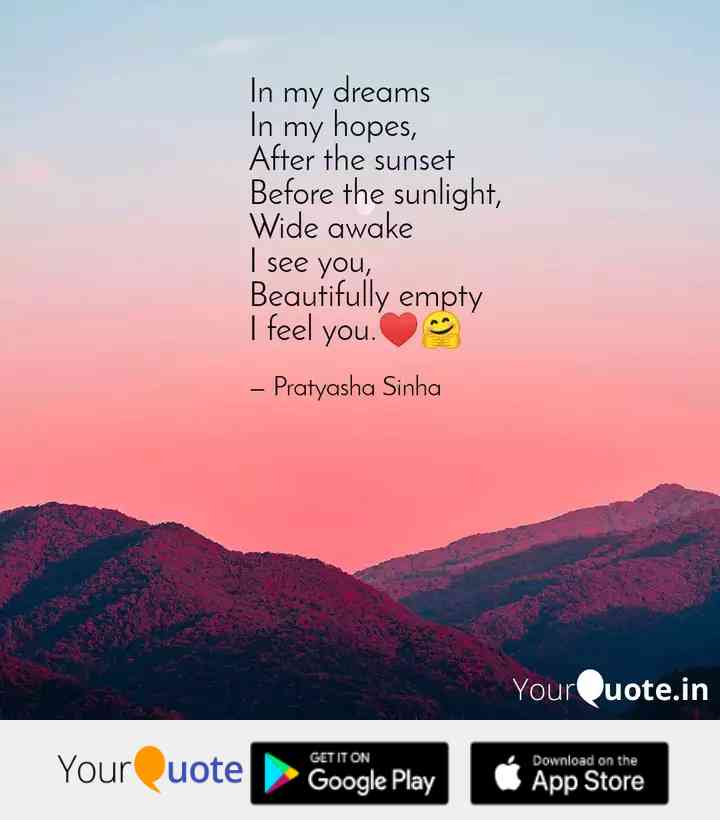 In my dreams
In my hopes,
After the sunset
Before the sunlight,
Wide awake
I see you,
Beautifully empty
I feel you.❤️🤗
– Pratyasha Sinha
YourQuote.in
YourQuote
GET IT ON
Google Play
Download on the
App Store